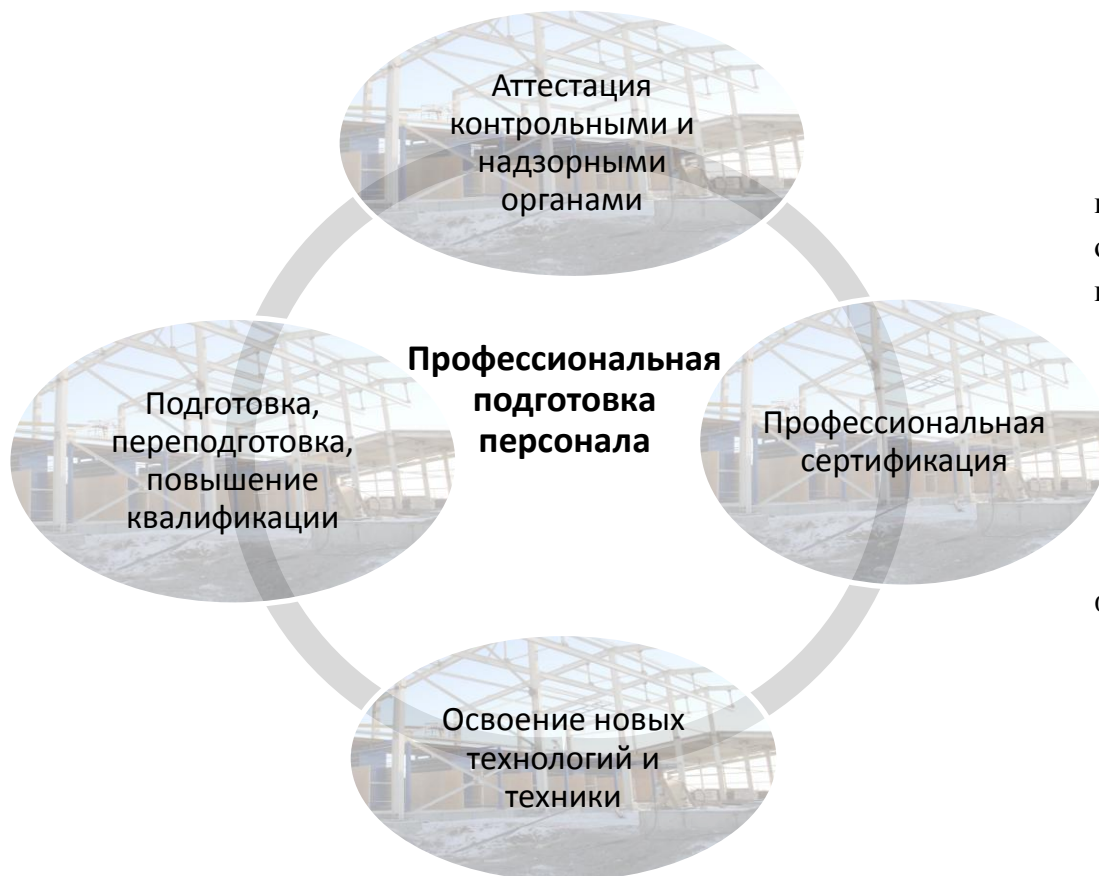 Аттестация
контрольными и
надзорными
органами
Профессиональная
подготовка
персонала
Подготовка,
переподготовка,
повышение
квалификации
Профессиональная
сертификация
Освоение новых
технологий и
техники